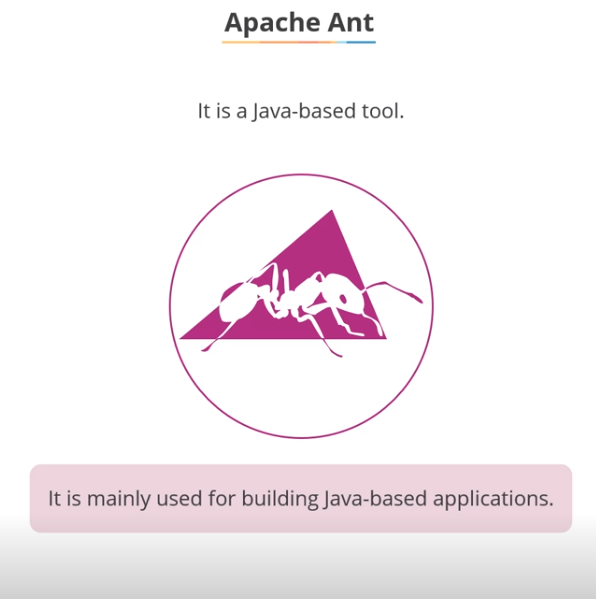 Apache Ant
It is a Java-based tool.
It is mainly used for building Java-based applications.